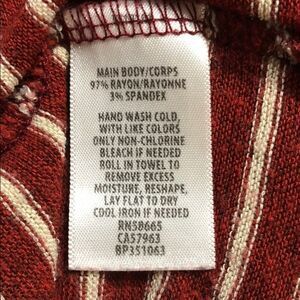 MAIN BODY/CORPS
97% RAYON/RAYONNE
3% SPANDEX
HAND WASH COLD,
WITH LIKE COLORS
ONLY NON-CHLORINE
BLEACH IF NEEDED
ROLL IN TOWEL TO
REMOVE EXCESS
MOISTURE, RESHAPE,
LAY FLAT TO DRY
COOL IRON IF NEEDED
RN58665
CA57963
BP351063